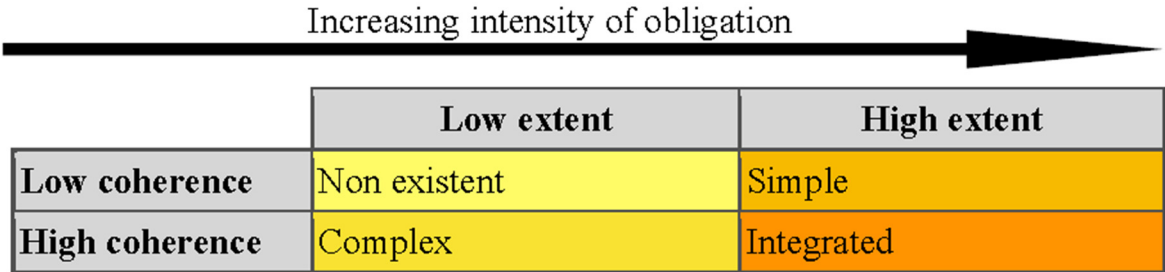 Increasing intensity of obligation
Low extent High extent
Low coherence Non existent Simple
High coherence Complex Integrated